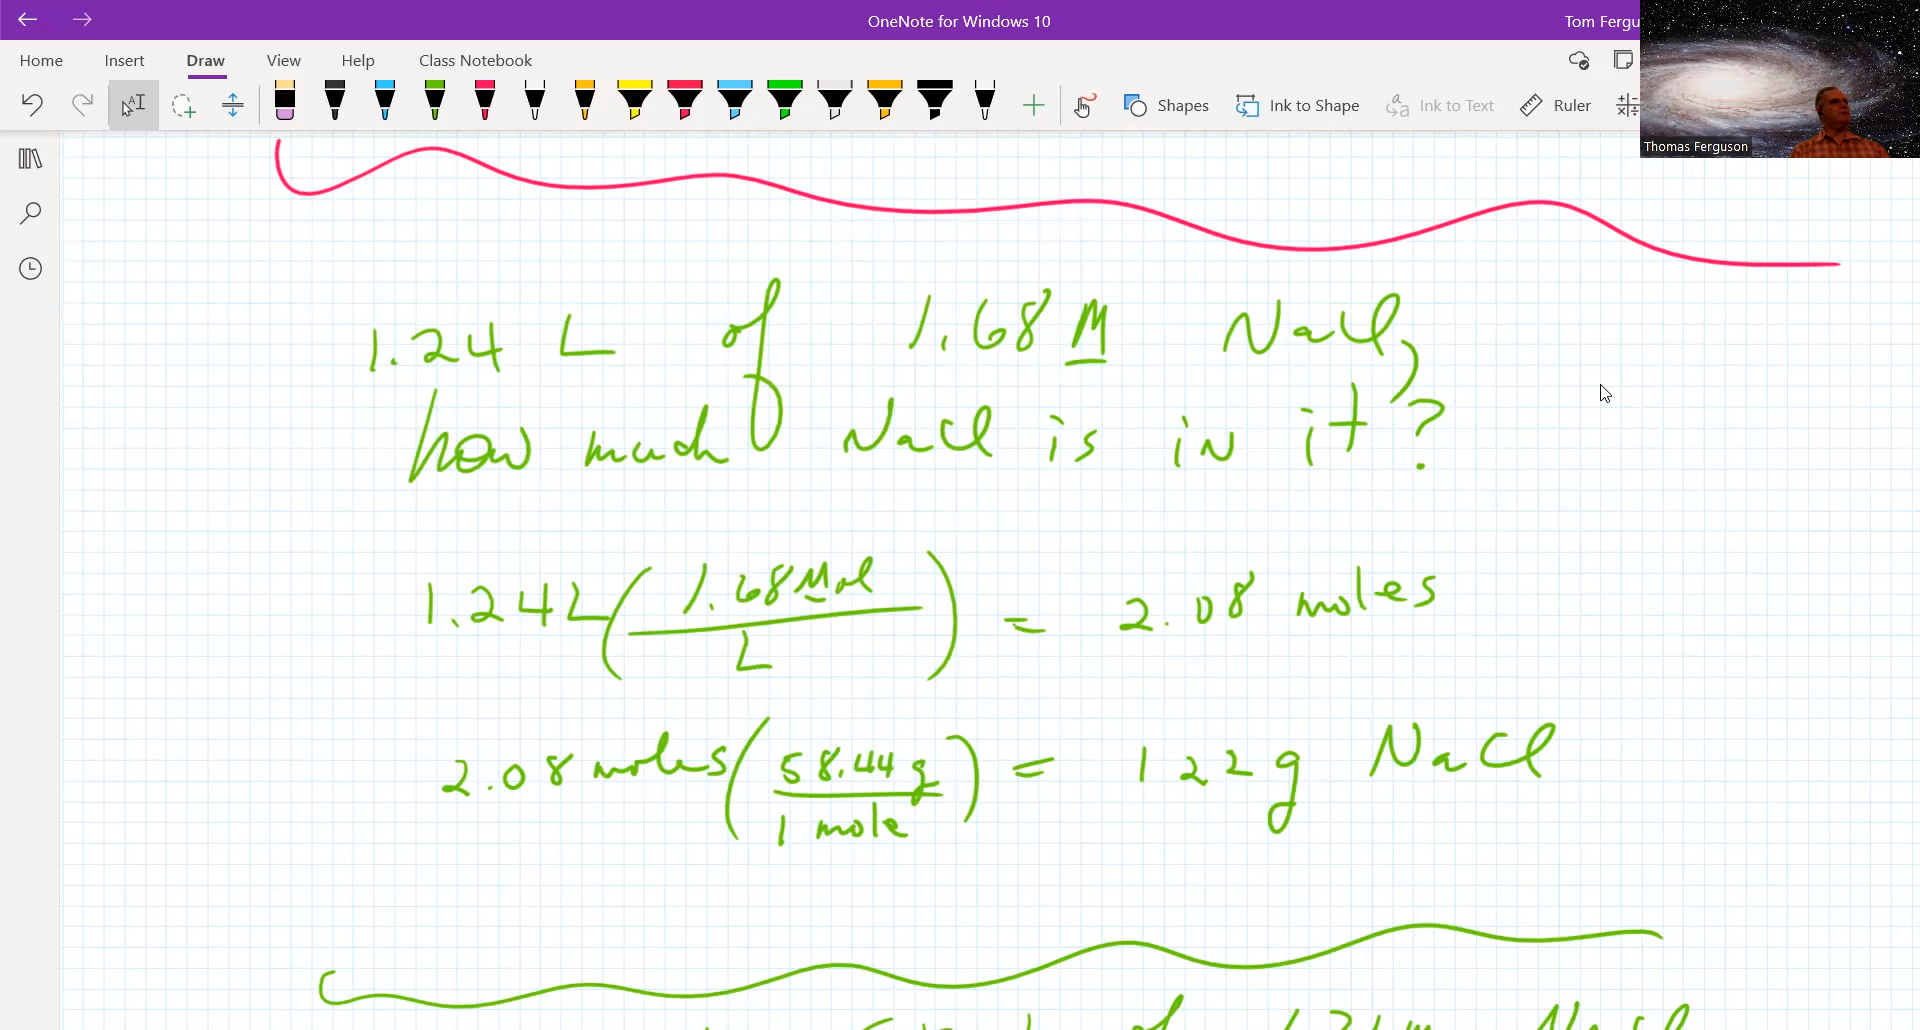 OneNote for Windows 10
Tom Fergu
Home Insert Draw View Help Class Notebook
Shapes Ink to Shape Ink to Text Ruler
Thomas Ferguson
1.24 L of 1.68 M NaCl,
how much NaCl is in it?
1.24 L (1.68 Mol / L) = 2.08 moles
2.08 moles (58.44 g / 1 mole) = 122 g NaCl